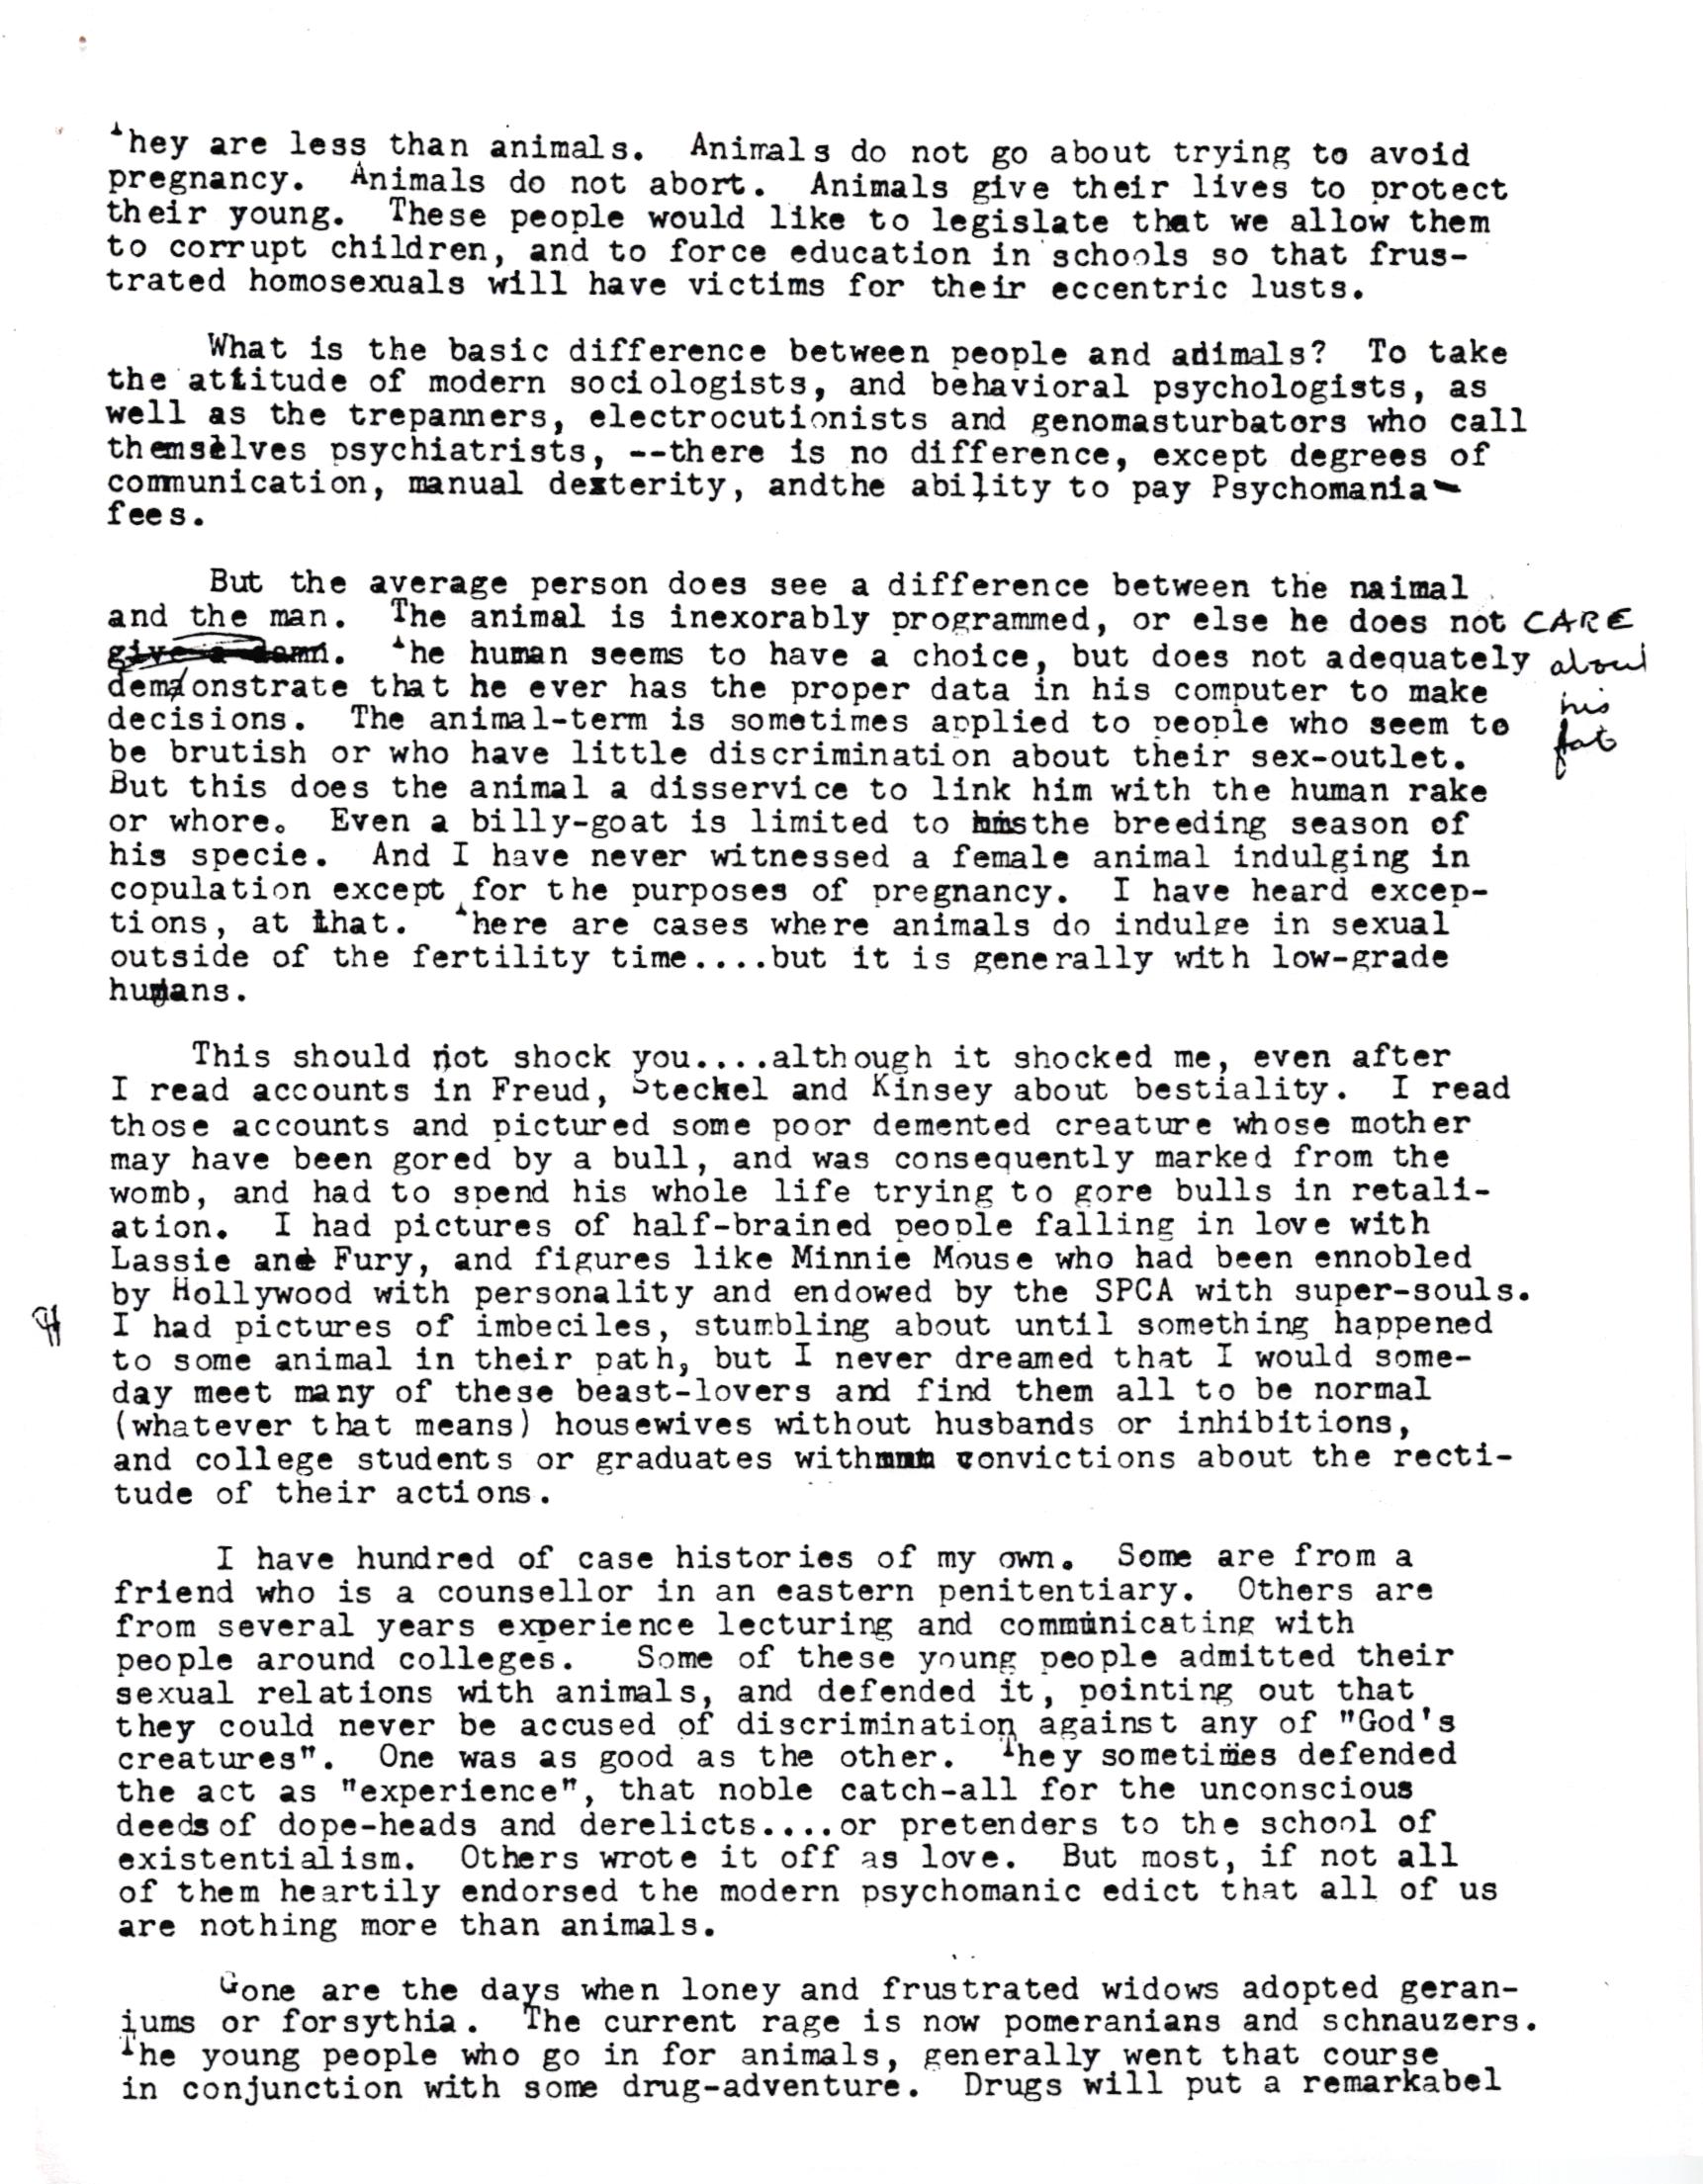 They are less than animals.  Animals do not go about trying to avoid
pregnancy.  Animals do not abort.  Animals give their lives to protect
their young.  These people would like to legislate that we allow them
to corrupt children, and to force education in schools so that frus-
trated homosexuals will have victims for their eccentric lusts.
What is the basic difference between people and adimals?  To take
the attitude of modern sociologists, and behavioral psychologists, as
well as the trepanners, electrocutionists and genomasturbators who call
themselves psychiatrists, --there is no difference, except degrees of
communication, manual dexterity, andthe ability to pay Psychomania-
fees.
But the average person does see a difference between the naimal
and the man.  The animal is inexorably programmed, or else he does not CARE
give a damn.  The human seems to have a choice, but does not adequately about
demonstrate that he ever has the proper data in his computer to make his
decisions.  The animal-term is sometimes applied to people who seem to fat
be brutish or who have little discrimination about their sex-outlet.
But this does the animal a disservice to link him with the human rake
or whore.  Even a billy-goat is limited to the breeding season of
his specie.  And I have never witnessed a female animal indulging in
copulation except for the purposes of pregnancy.  I have heard excep-
tions, at that.  There are cases where animals do indulge in sexual
outside of the fertility time....but it is generally with low-grade
humans.
This should not shock you....although it shocked me, even after
I read accounts in Freud, Steckel and Kinsey about bestiality.  I read
those accounts and pictured some poor demented creature whose mother
may have been gored by a bull, and was consequently marked from the
womb, and had to spend his whole life trying to gore bulls in retali-
ation.  I had pictures of half-brained people falling in love with
Lassie and Fury, and figures like Minnie Mouse who had been ennobled
by Hollywood with personality and endowed by the SPCA with super-souls.
I had pictures of imbeciles, stumbling about until something happened
to some animal in their path, but I never dreamed that I would some-
day meet many of these beast-lovers and find them all to be normal
(whatever that means) housewives without husbands or inhibitions,
and college students or graduates with convictions about the recti-
tude of their actions.
I have hundred of case histories of my own.  Some are from a
friend who is a counsellor in an eastern penitentiary.  Others are
from several years experience lecturing and communicating with
people around colleges.  Some of these young people admitted their
sexual relations with animals, and defended it, pointing out that
they could never be accused of discrimination against any of "God's
creatures".  One was as good as the other.  They sometimes defended
the act as "experience", that noble catch-all for the unconscious
deeds of dope-heads and derelicts....or pretenders to the school of
existentialism.  Others wrote it off as love.  But most, if not all
of them heartily endorsed the modern psychomanic edict that all of us
are nothing more than animals.
Gone are the days when loney and frustrated widows adopted geran-
iums or forsythia.  The current rage is now pomeranians and schnauzers.
The young people who go in for animals, generally went that course
in conjunction with some drug-adventure.  Drugs will put a remarkabel